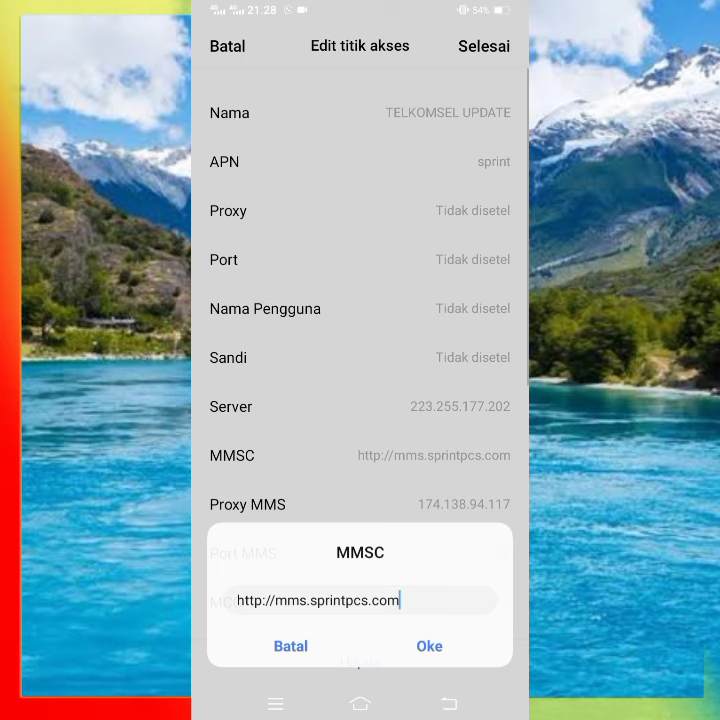 4G 4G 21.28 54%
Batal Edit titik akses Selesai
Nama TELKOMSEL UPDATE
APN sprint
Proxy Tidak disetel
Port Tidak disetel
Nama Pengguna Tidak disetel
Sandi Tidak disetel
Server 223.255.177.202
MMSC http://mms.sprintpcs.com
Proxy MMS 174.138.94.117
Port MMS
MMSC
http://mms.sprintpcs.com
Batal Oke